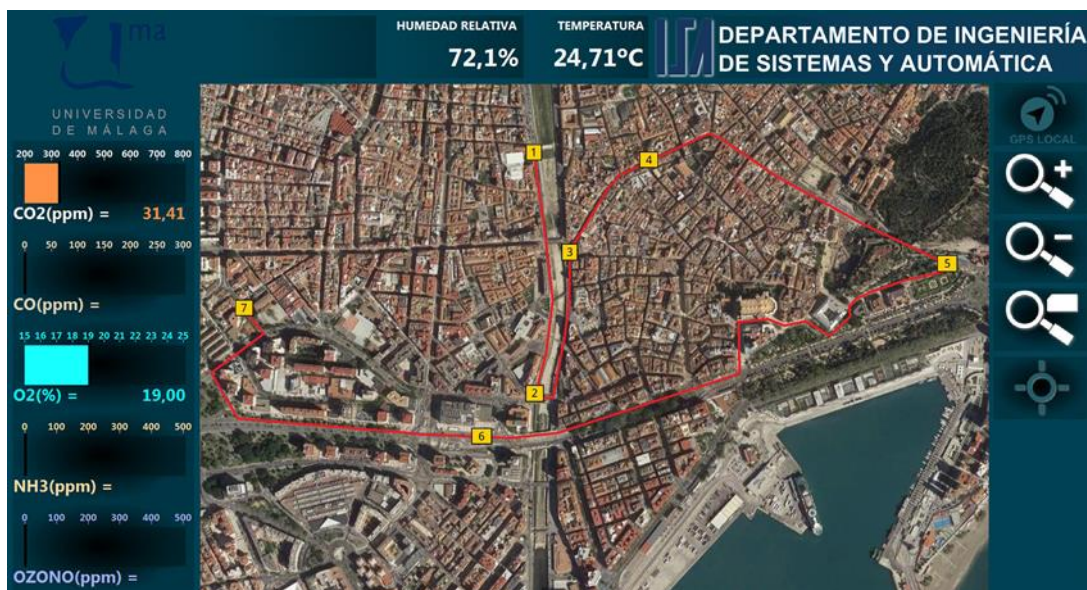 uma
UNIVERSIDAD
DE MÁLAGA
HUMEDAD RELATIVA
72,1%
TEMPERATURA
24,71ºC
ISA
DEPARTAMENTO DE INGENIERÍA
DE SISTEMAS Y AUTOMÁTICA
200 300 400 500 600 700 800
CO2(ppm) = 31,41
0 50 100 150 200 250 300
CO(ppm) =
15 16 17 18 19 20 21 22 23 24 25
O2(%) = 19,00
0 100 200 300 400 500
NH3(ppm) =
0 100 200 300 400 500
OZONO(ppm) =
1
4
3
5
7
2
6
GPS LOCAL